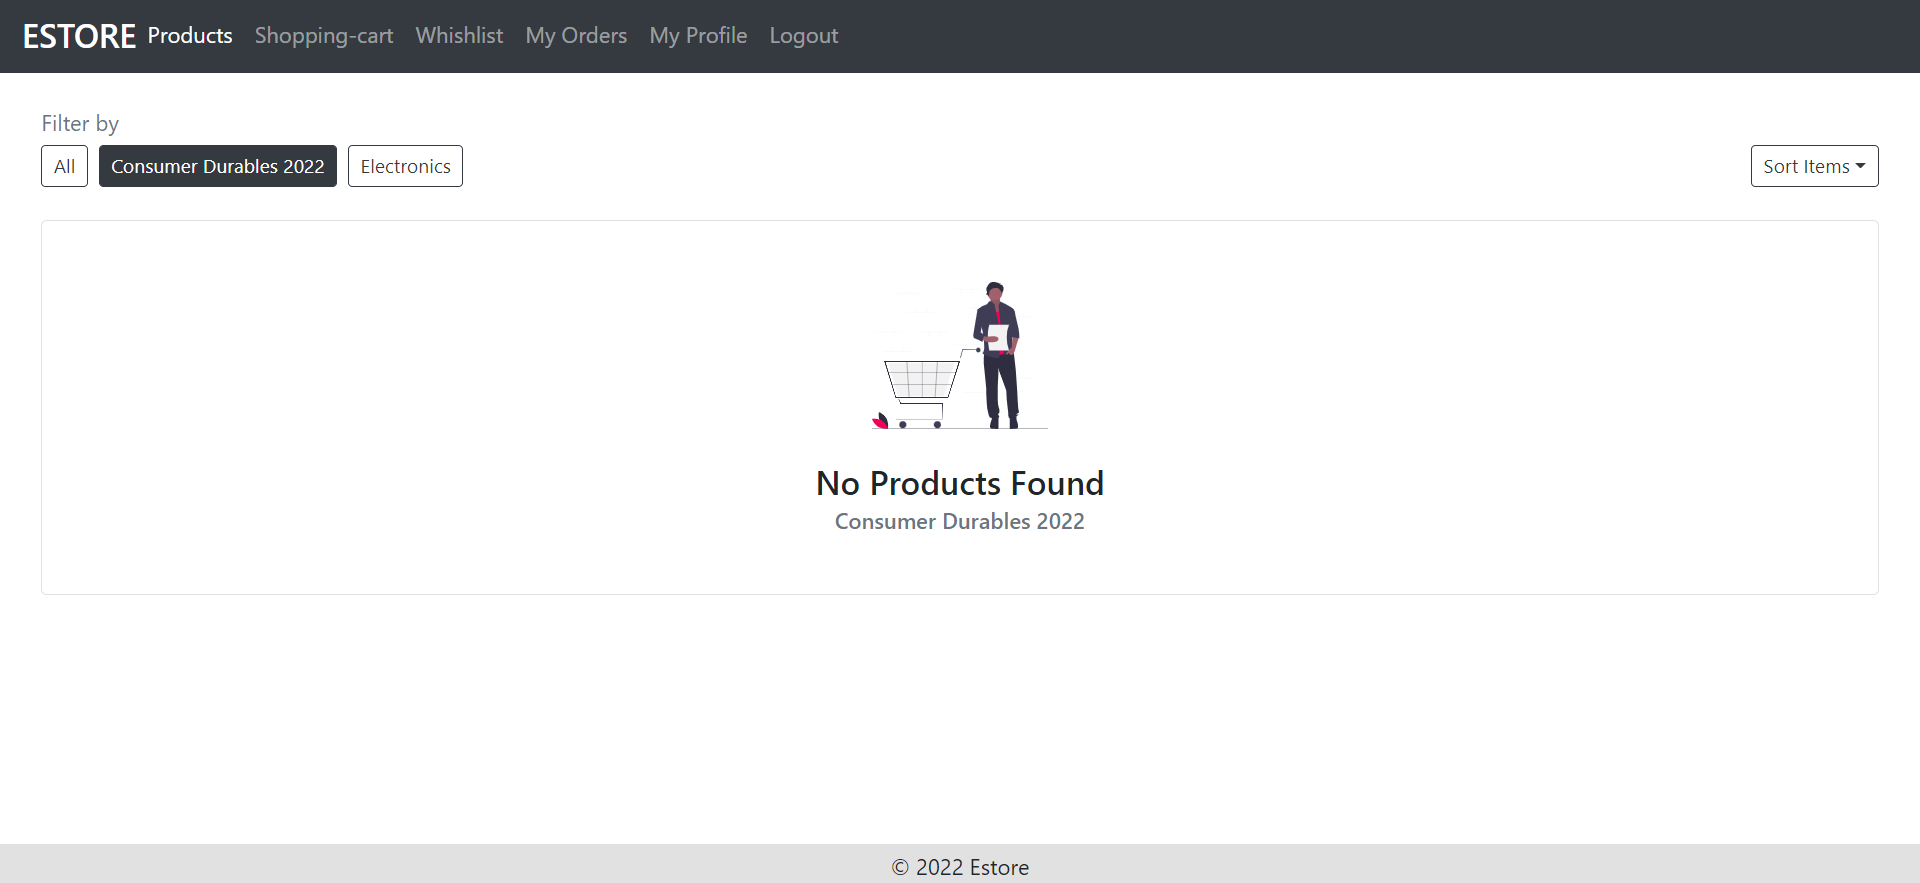 ESTORE Products Shopping-cart Whishlist My Orders My Profile Logout
Filter by
All Consumer Durables 2022 Electronics Sort Items
No Products Found
Consumer Durables 2022
© 2022 Estore